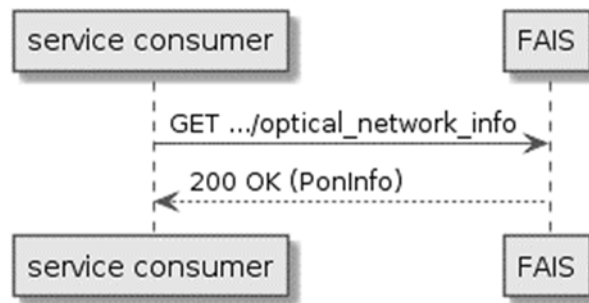 service consumer
FAIS
GET .../optical_network_info
200 OK (PonInfo)
service consumer
FAIS